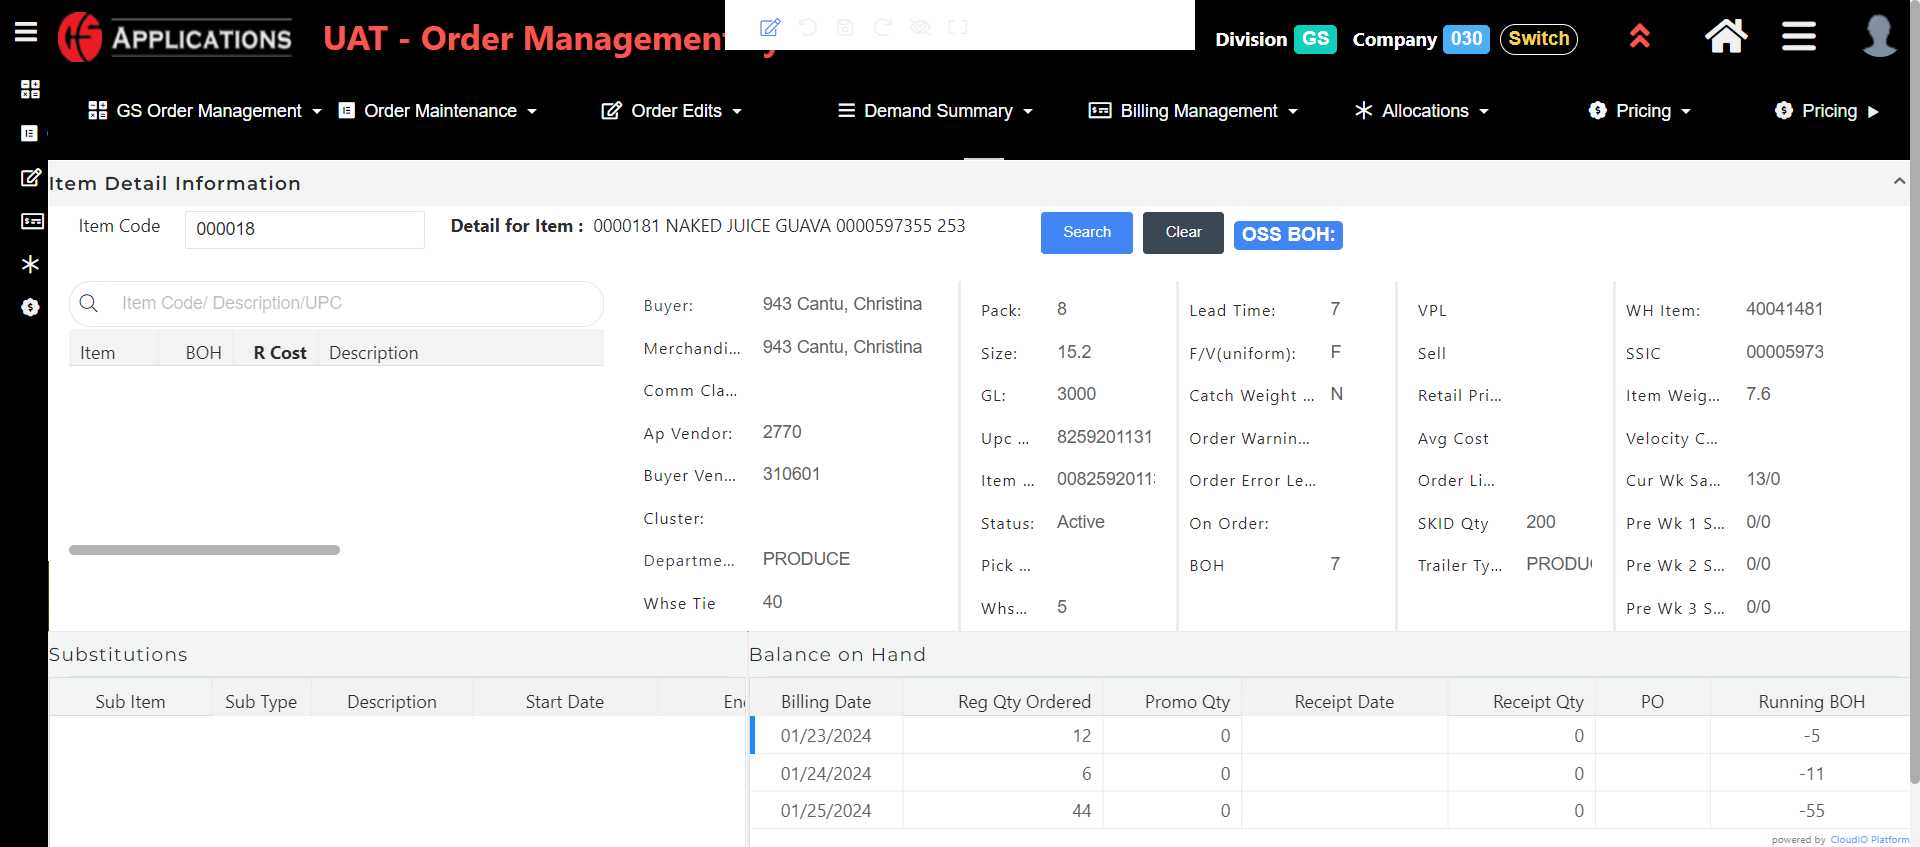 APPLICATIONS
UAT - Order Management
Division GS Company 030 Switch
GS Order Management
Order Maintenance
Order Edits
Demand Summary
Billing Management
Allocations
Pricing
Pricing
Item Detail Information
Item Code 000018
Detail for Item : 0000181 NAKED JUICE GUAVA 0000597355 253
Search
Clear
OSS BOH:
Item Code/ Description/UPC
Item BOH R Cost Description
Buyer: 943 Cantu, Christina
Merchandi... 943 Cantu, Christina
Comm Cla...
Ap Vendor: 2770
Buyer Ven... 310601
Cluster:
Departme... PRODUCE
Whse Tie 40
Pack: 8
Size: 15.2
GL: 3000
Upc ... 8259201131
Item ... 0082592011
Status: Active
Pick ...
Whs... 5
Lead Time: 7
F/V(uniform): F
Catch Weight ... N
Order Warnin...
Order Error Le...
On Order:
BOH 7
VPL
Sell
Retail Pri...
Avg Cost
Order Li...
SKID Qty 200
Trailer Ty... PRODU
WH Item: 40041481
SSIC 00005973
Item Weig... 7.6
Velocity C...
Cur Wk Sa... 13/0
Pre Wk 1 S... 0/0
Pre Wk 2 S... 0/0
Pre Wk 3 S... 0/0
Substitutions
Sub Item Sub Type Description Start Date En
Balance on Hand
Billing Date Reg Qty Ordered Promo Qty Receipt Date Receipt Qty PO Running BOH
01/23/2024 12 0 0 -5
01/24/2024 6 0 0 -11
01/25/2024 44 0 0 -55
powered by CloudIO Platform